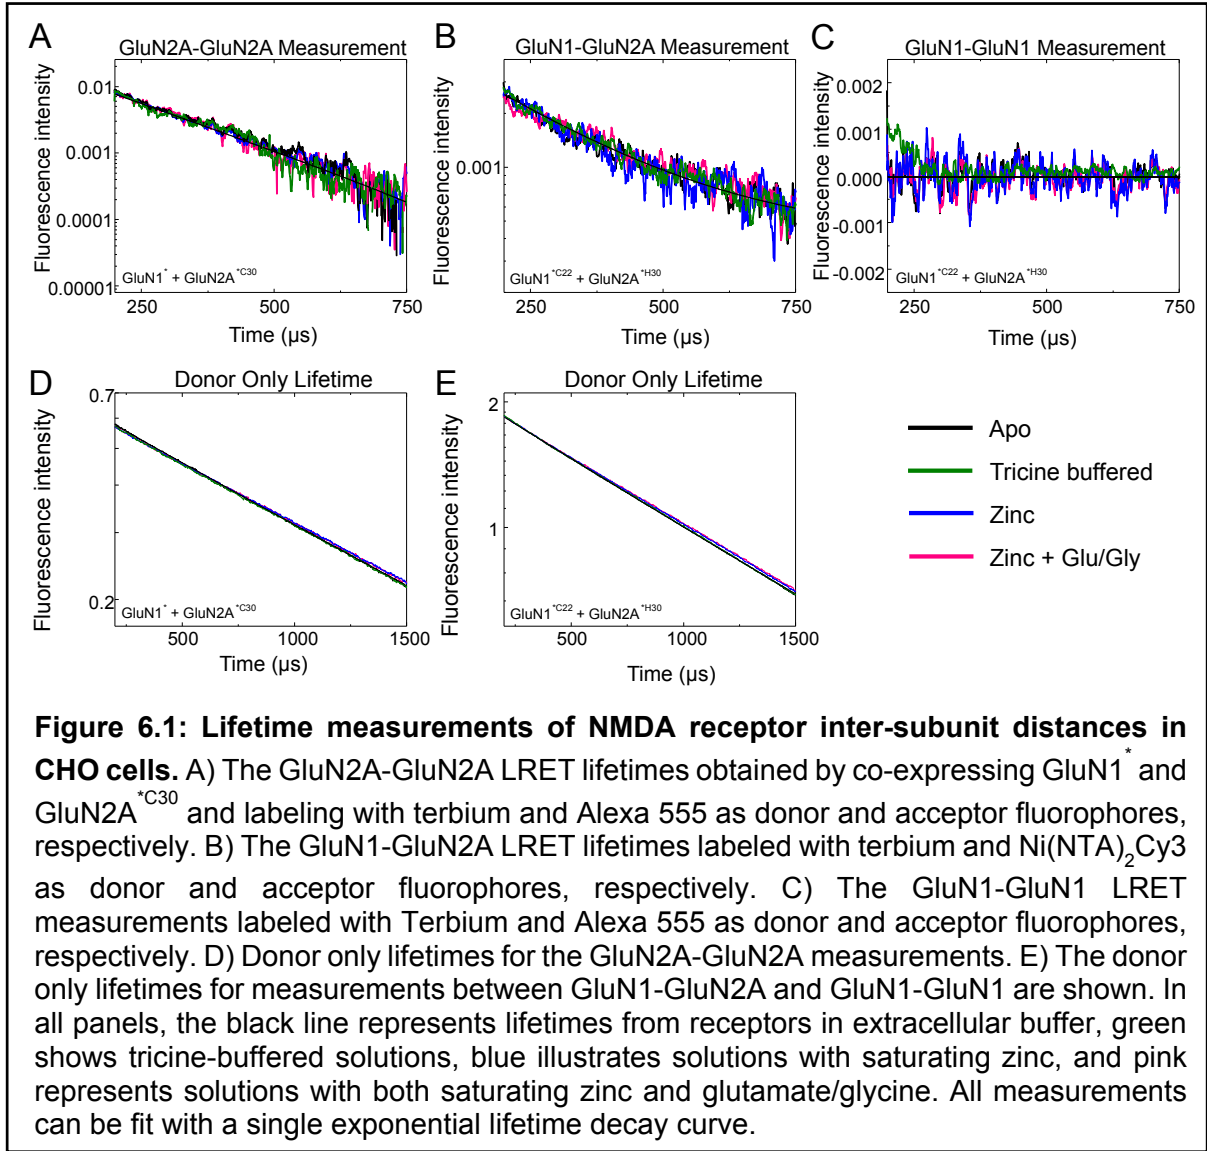 A
GluN2A-GluN2A Measurement
Fluorescence intensity
0.01
0.001
0.0001
0.00001
250
500
750
Time (µs)
GluN1* + GluN2A*C30
B
GluN1-GluN2A Measurement
Fluorescence intensity
0.001
250
500
750
Time (µs)
GluN1*C22 + GluN2A*H30
C
GluN1-GluN1 Measurement
Fluorescence intensity
0.002
0.001
0.000
-0.001
-0.002
250
500
750
Time (µs)
GluN1*C22 + GluN2A*H30
D
Donor Only Lifetime
Fluorescence intensity
0.7
0.2
500
1000
1500
Time (µs)
GluN1* + GluN2A*C30
E
Donor Only Lifetime
Fluorescence intensity
2
1
500
1000
1500
Time (µs)
GluN1*C22 + GluN2A*H30
Apo
Tricine buffered
Zinc
Zinc + Glu/Gly
Figure 6.1: Lifetime measurements of NMDA receptor inter-subunit distances in
CHO cells. A) The GluN2A-GluN2A LRET lifetimes obtained by co-expressing GluN1* and
GluN2A*C30 and labeling with terbium and Alexa 555 as donor and acceptor fluorophores,
respectively. B) The GluN1-GluN2A LRET lifetimes labeled with terbium and Ni(NTA)2Cy3
as donor and acceptor fluorophores, respectively. C) The GluN1-GluN1 LRET
measurements labeled with Terbium and Alexa 555 as donor and acceptor fluorophores,
respectively. D) Donor only lifetimes for the GluN2A-GluN2A measurements. E) The donor
only lifetimes for measurements between GluN1-GluN2A and GluN1-GluN1 are shown. In
all panels, the black line represents lifetimes from receptors in extracellular buffer, green
shows tricine-buffered solutions, blue illustrates solutions with saturating zinc, and pink
represents solutions with both saturating zinc and glutamate/glycine. All measurements
can be fit with a single exponential lifetime decay curve.